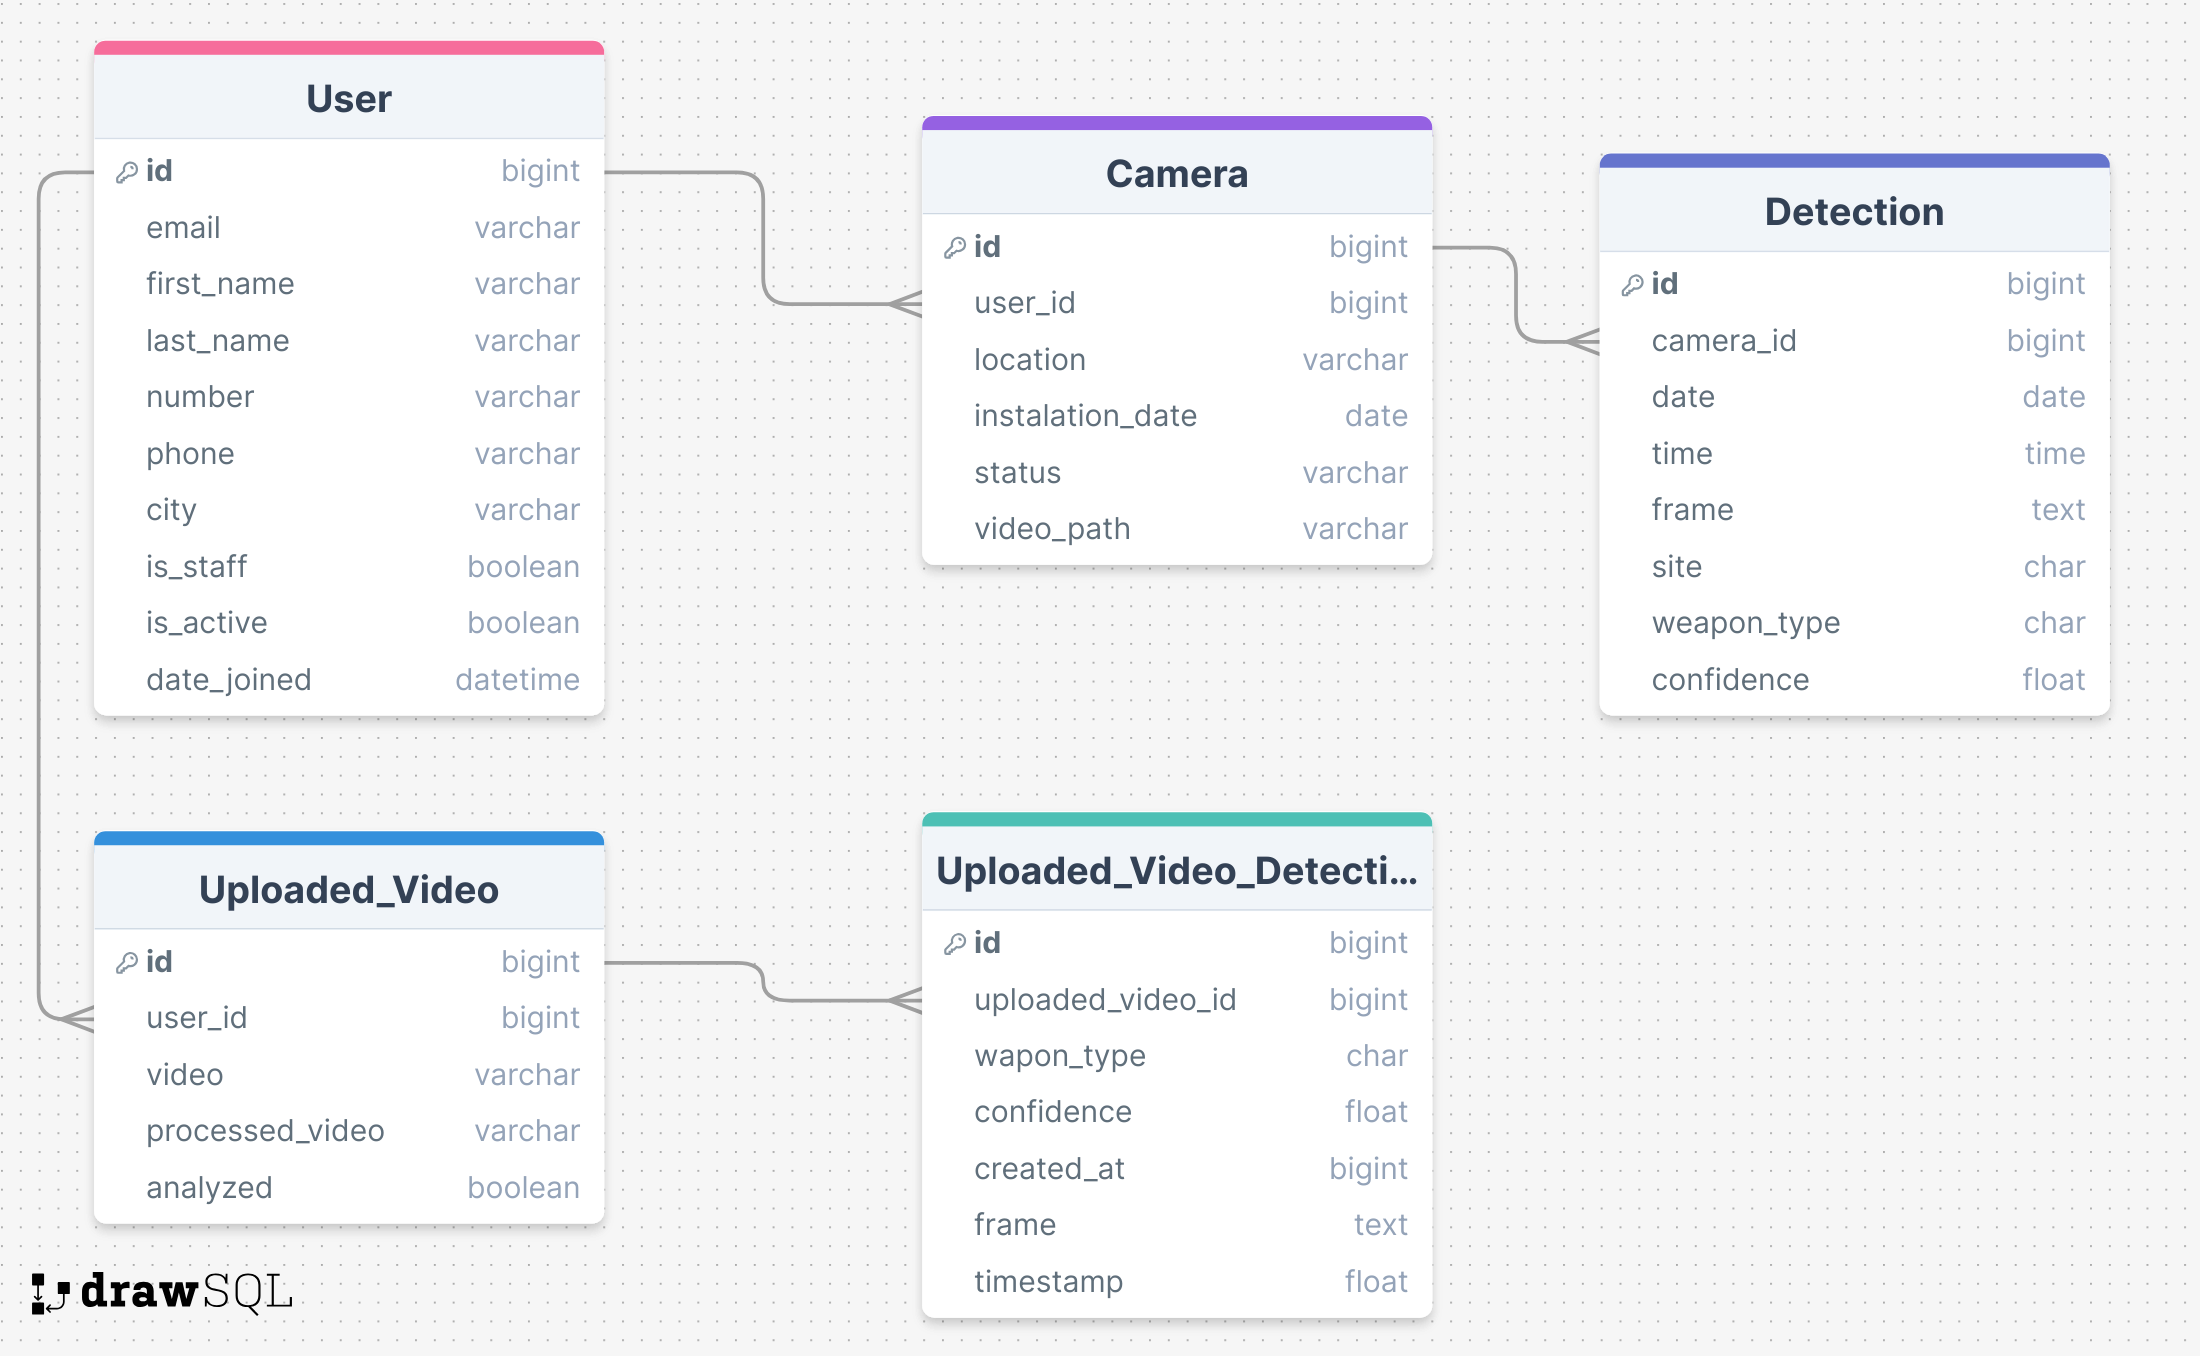 User
id bigint
email varchar
first_name varchar
last_name varchar
number varchar
phone varchar
city varchar
is_staff boolean
is_active boolean
date_joined datetime
Camera
id bigint
user_id bigint
location varchar
instalation_date date
status varchar
video_path varchar
Detection
id bigint
camera_id bigint
date date
time time
frame text
site char
weapon_type char
confidence float
Uploaded_Video
id bigint
user_id bigint
video varchar
processed_video varchar
analyzed boolean
Uploaded_Video_Detecti...
id bigint
uploaded_video_id bigint
wapon_type char
confidence float
created_at bigint
frame text
timestamp float
drawSQL